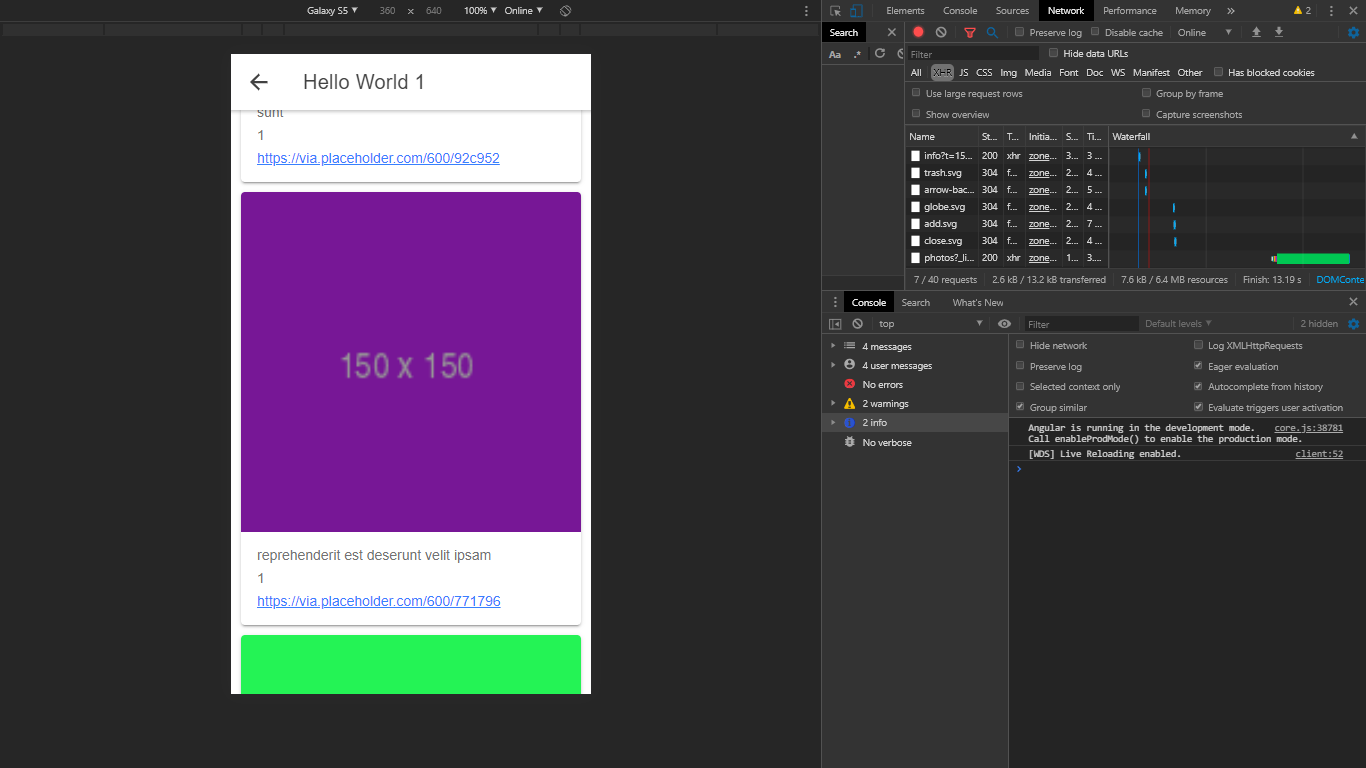 Galaxy S5 360 × 640 100% Online
Hello World 1
sunt
1
https://via.placeholder.com/600/92c952
150 x 150
reprehenderit est deserunt velit ipsam
1
https://via.placeholder.com/600/771796
Elements Console Sources Network Performance Memory » 2
Search
Aa .*
Preserve log Disable cache Online
Filter Hide data URLs
All XHR JS CSS Img Media Font Doc WS Manifest Other Has blocked cookies
Use large request rows Group by frame
Show overview Capture screenshots
Name St... T... Initia... S... Ti... Waterfall
info?t=15... 200 xhr zone... 3... 3 ...
trash.svg 304 f... zone... 2... 4 ...
arrow-bac... 304 f... zone... 2... 5 ...
globe.svg 304 f... zone... 2... 4 ...
add.svg 304 f... zone... 2... 7 ...
close.svg 304 f... zone... 2... 4 ...
photos?_li... 200 xhr zone... 1... 3....
7 / 40 requests 2.6 kB / 13.2 kB transferred 7.6 kB / 6.4 MB resources Finish: 13.19 s DOMConte
Console Search What's New
top Filter Default levels 2 hidden
4 messages
4 user messages
No errors
2 warnings
2 info
No verbose
Hide network Log XMLHttpRequests
Preserve log Eager evaluation
Selected context only Autocomplete from history
Group similar Evaluate triggers user activation
Angular is running in the development mode. core.js:38781
Call enableProdMode() to enable the production mode.
[WDS] Live Reloading enabled. client:52